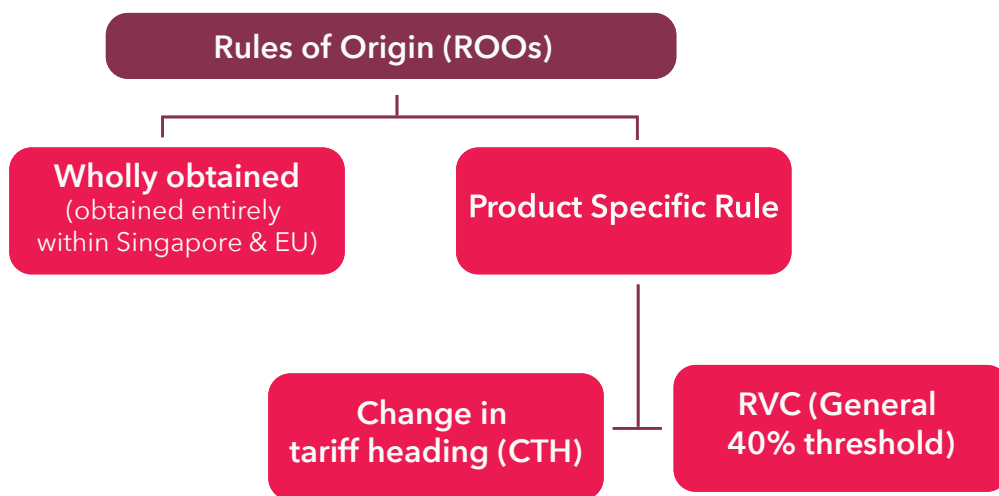 Rules of Origin (ROOs)
Wholly obtained
(obtained entirely
within Singapore & EU)
Product Specific Rule
Change in
tariff heading (CTH)
RVC (General
40% threshold)